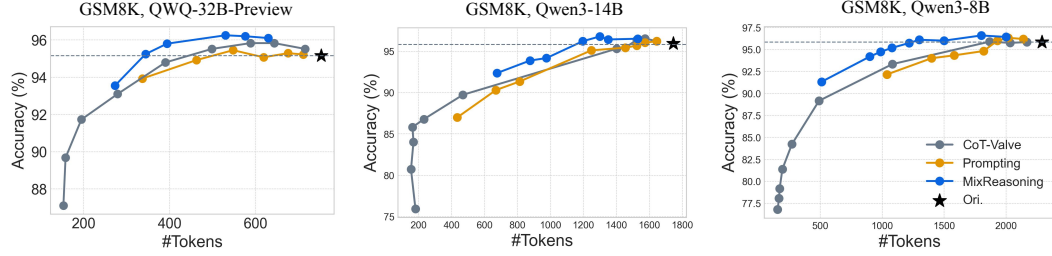 GSM8K, QWQ-32B-Preview
Accuracy (%)
96
94
92
90
88
200
400
600
#Tokens
GSM8K, Qwen3-14B
Accuracy (%)
95
90
85
80
75
200
400
600
800
1000
1200
1400
1600
1800
#Tokens
GSM8K, Qwen3-8B
Accuracy (%)
97.5
95.0
92.5
90.0
87.5
85.0
82.5
80.0
77.5
500
1000
1500
2000
#Tokens
CoT-Valve
Prompting
MixReasoning
Ori.